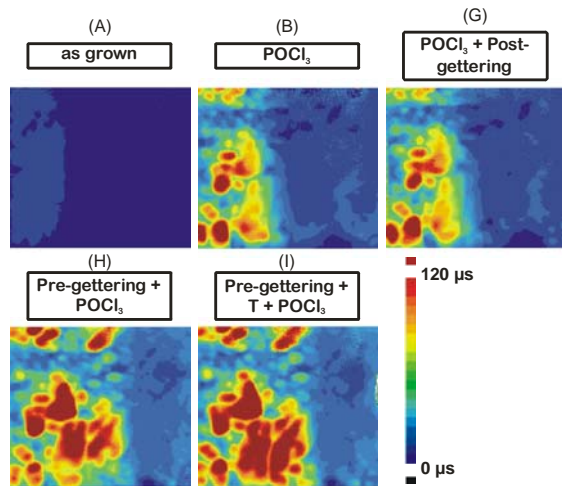 (A)
as grown
(B)
POCl₃
(G)
POCl₃ + Post-
gettering
(H)
Pre-gettering +
POCl₃
(I)
Pre-gettering +
T + POCl₃
120 µs
0 µs